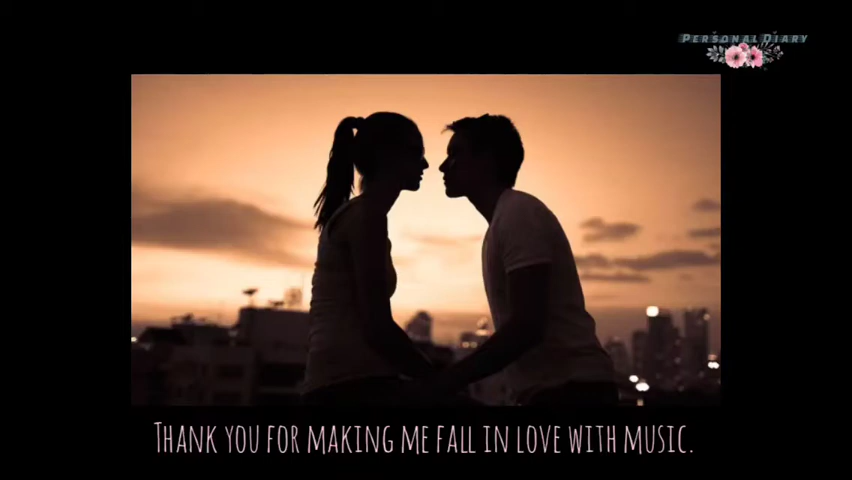 PERSONAL DIARY
THANK YOU FOR MAKING ME FALL IN LOVE WITH MUSIC.